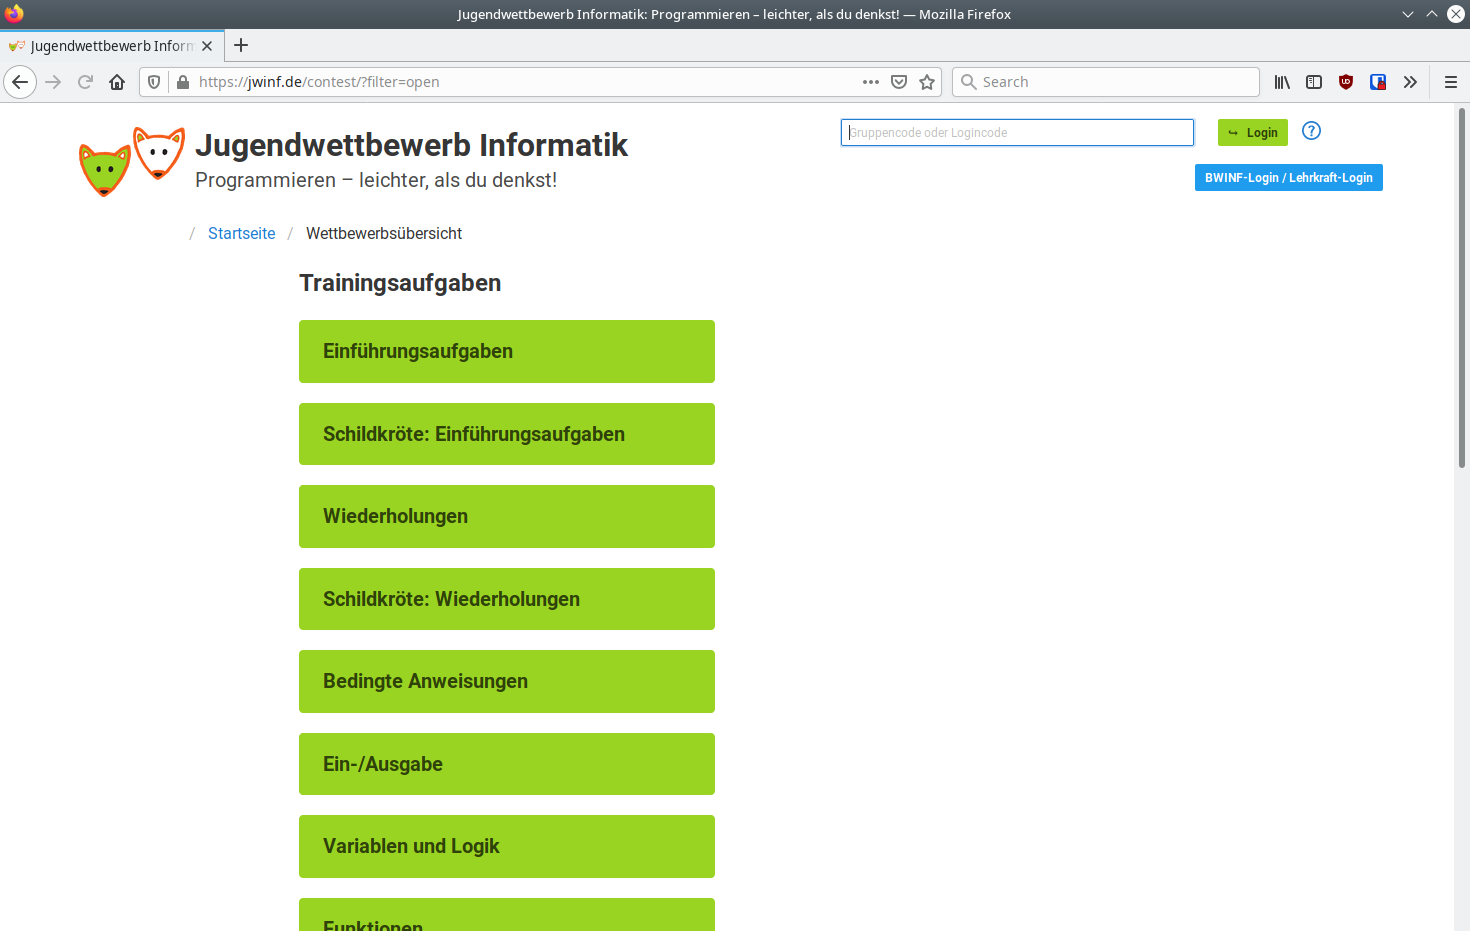 Jugendwettbewerb Informatik: Programmieren – leichter, als du denkst! — Mozilla Firefox
Jugendwettbewerb Inform
https://jwinf.de/contest/?filter=open
Search
Jugendwettbewerb Informatik
Programmieren – leichter, als du denkst!
Gruppencode oder Logincode
Login
?
BWINF-Login / Lehrkraft-Login
/ Startseite / Wettbewerbsübersicht
Trainingsaufgaben
Einführungsaufgaben
Schildkröte: Einführungsaufgaben
Wiederholungen
Schildkröte: Wiederholungen
Bedingte Anweisungen
Ein-/Ausgabe
Variablen und Logik
Funktionen